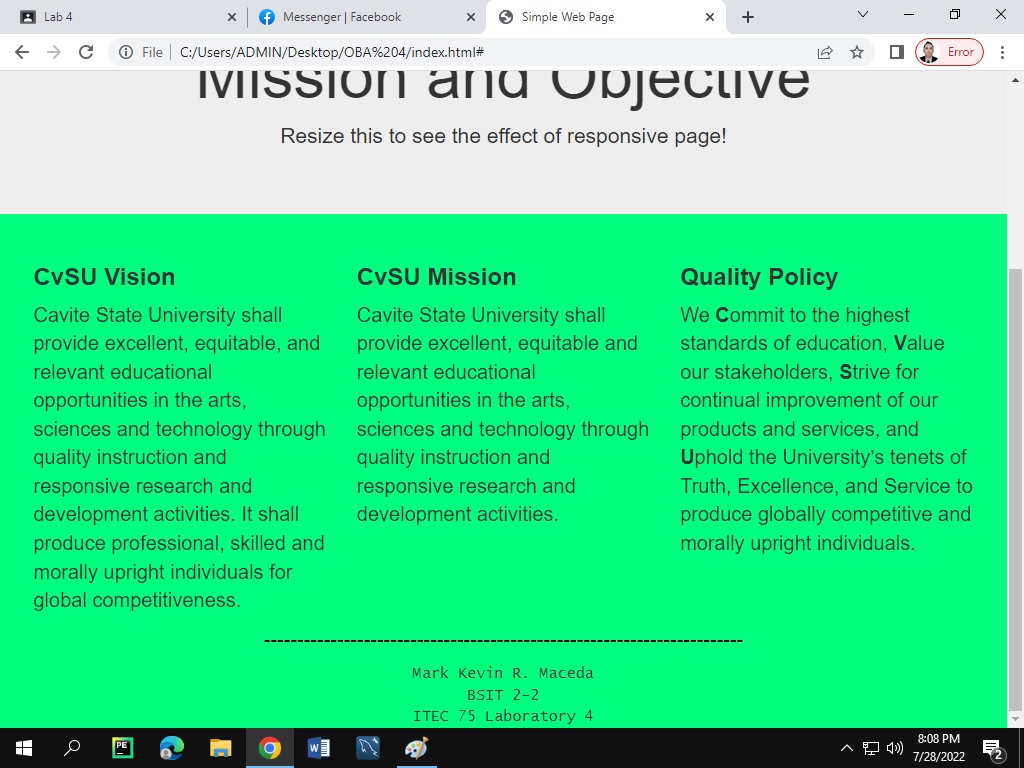 Lab 4
Messenger | Facebook
Simple Web Page
File
C:/Users/ADMIN/Desktop/OBA%204/index.html#
Error
Mission and Objective
Resize this to see the effect of responsive page!
CvSU Vision
Cavite State University shall
provide excellent, equitable, and
relevant educational
opportunities in the arts,
sciences and technology through
quality instruction and
responsive research and
development activities. It shall
produce professional, skilled and
morally upright individuals for
global competitiveness.
CvSU Mission
Cavite State University shall
provide excellent, equitable and
relevant educational
opportunities in the arts,
sciences and technology through
quality instruction and
responsive research and
development activities.
Quality Policy
We Commit to the highest
standards of education, Value
our stakeholders, Strive for
continual improvement of our
products and services, and
Uphold the University's tenets of
Truth, Excellence, and Service to
produce globally competitive and
morally upright individuals.
------------------------------------------------------------------------
Mark Kevin R. Maceda
BSIT 2-2
ITEC 75 Laboratory 4
PE
W
8:08 PM
7/28/2022
2